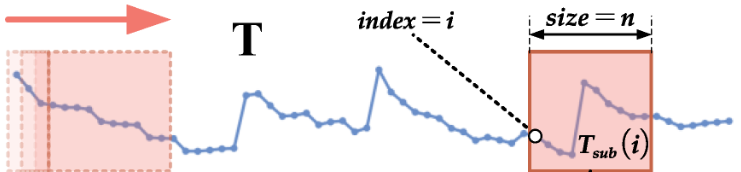 T
index = i
size = n
T_sub(i)